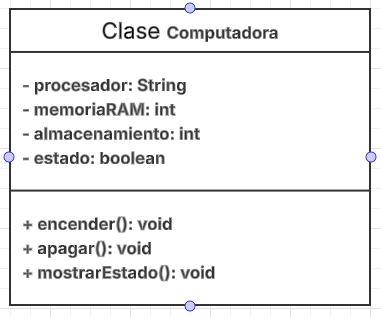 Clase Computadora
- procesador: String
- memoriaRAM: int
- almacenamiento: int
- estado: boolean
+ encender(): void
+ apagar(): void
+ mostrarEstado(): void